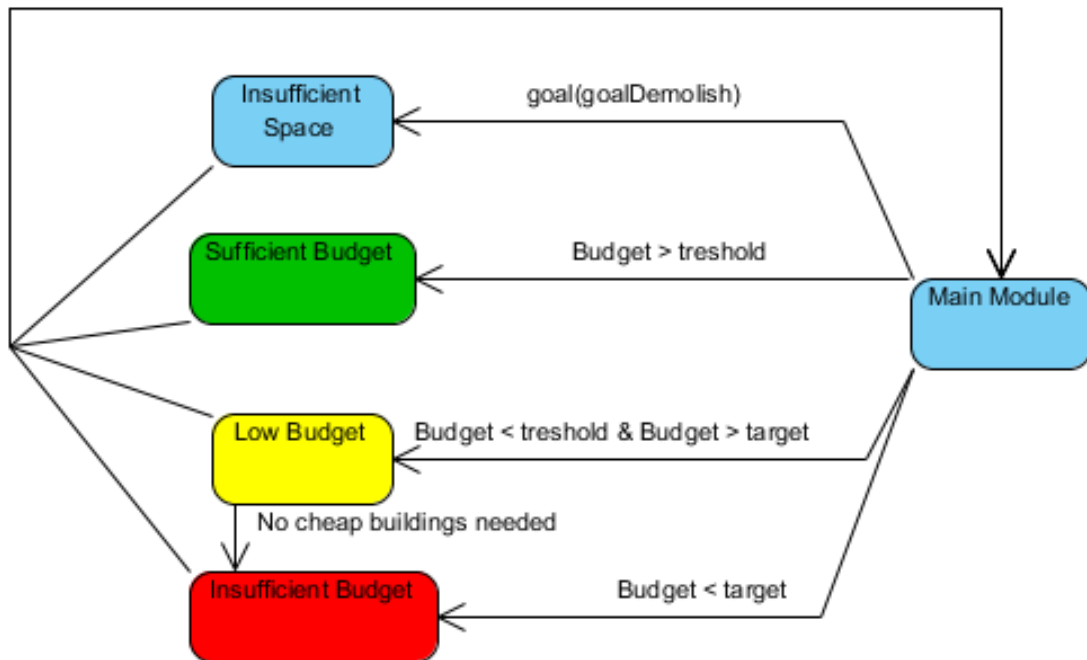 Insufficient
Space
goal(goalDemolish)
Sufficient Budget
Budget > treshold
Main Module
Low Budget
Budget < treshold & Budget > target
No cheap buildings needed
Insufficient Budget
Budget < target